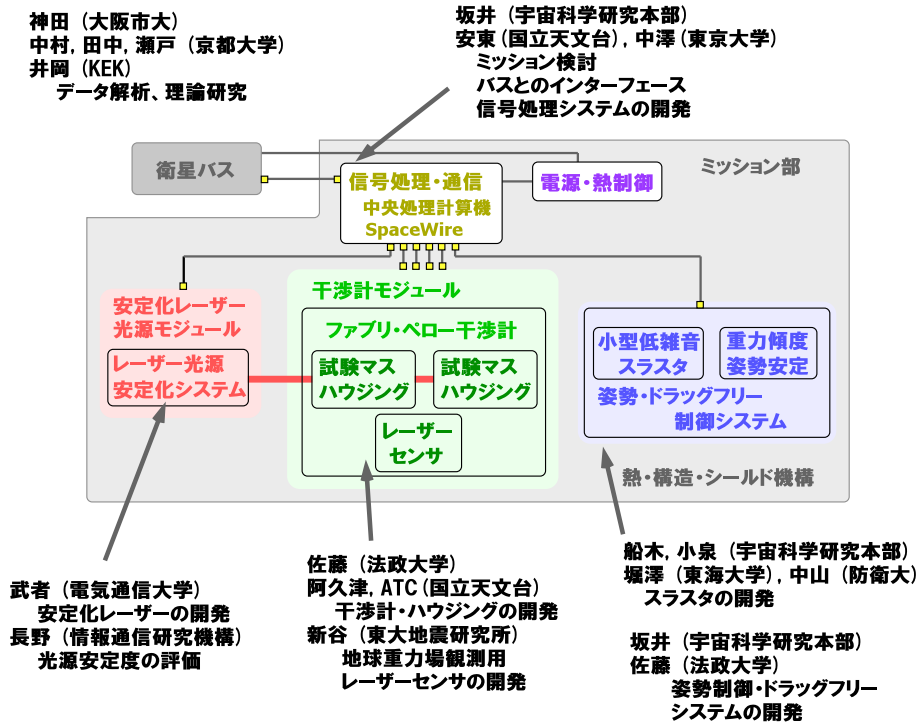 神田 (大阪市大)
中村, 田中, 瀬戸 (京都大学)
井岡 (KEK)
データ解析、理論研究
坂井 (宇宙科学研究本部)
安東(国立天文台), 中澤(東京大学)
ミッション検討
バスとのインターフェース
信号処理システムの開発
衛星バス
信号処理・通信
中央処理計算機
SpaceWire
電源・熱制御
ミッション部
安定化レーザー
光源モジュール
レーザー光源
安定化システム
干渉計モジュール
ファブリ・ペロー干渉計
試験マス
ハウジング
試験マス
ハウジング
レーザー
センサ
小型低雑音
スラスタ
重力傾度
姿勢安定
姿勢・ドラッグフリー
制御システム
熱・構造・シールド機構
武者 (電気通信大学)
安定化レーザーの開発
長野 (情報通信研究機構)
光源安定度の評価
佐藤 (法政大学)
阿久津, ATC(国立天文台)
干渉計・ハウジングの開発
新谷 (東大地震研究所)
地球重力場観測用
レーザーセンサの開発
船木, 小泉 (宇宙科学研究本部)
堀澤 (東海大学), 中山 (防衛大)
スラスタの開発
坂井 (宇宙科学研究本部)
佐藤 (法政大学)
姿勢制御・ドラッグフリー
システムの開発